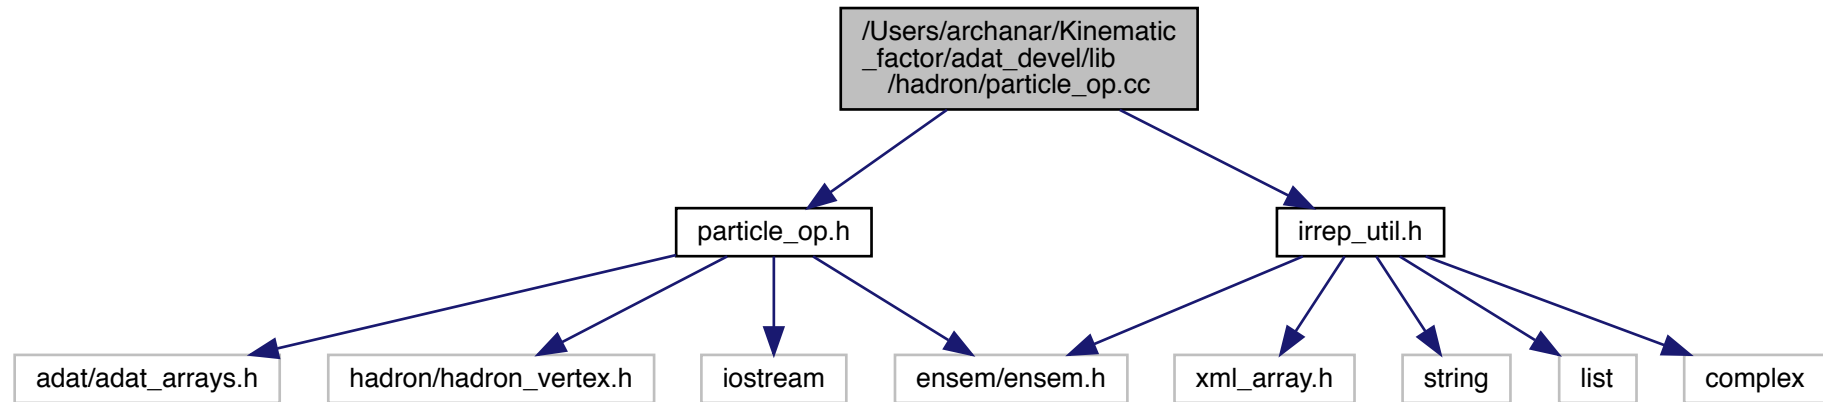 /Users/archanar/Kinematic
_factor/adat_devel/lib
/hadron/particle_op.cc
particle_op.h
irrep_util.h
adat/adat_arrays.h
hadron/hadron_vertex.h
iostream
ensem/ensem.h
xml_array.h
string
list
complex